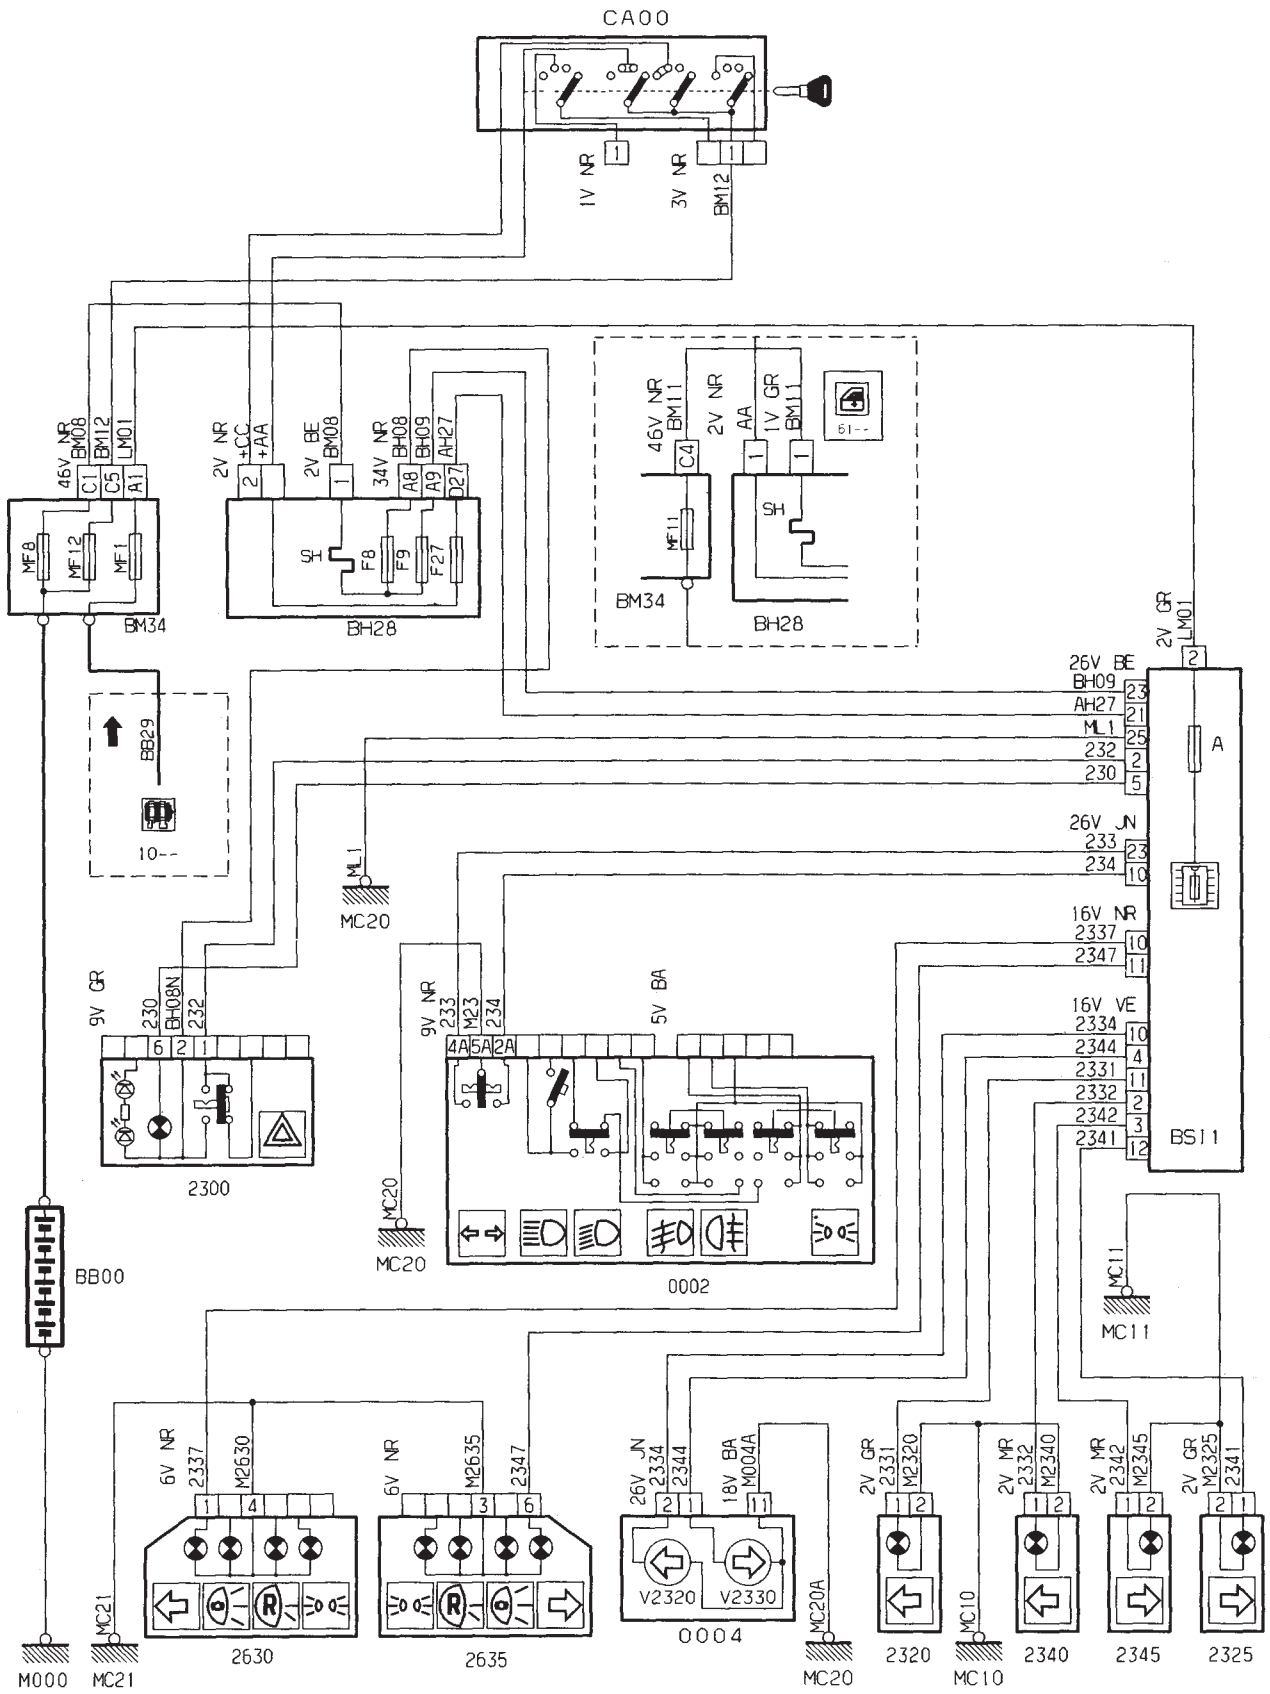 CA00
1
1
1V NR
3V NR
BM12
46V NR
BM08
BM12
LM01
C1
C5
A1
MF8
MF12
MF1
BM34
2V NR
+CC
+AA
2
2V BE
BM08
1
34V NR
BH08
BH09
AH27
A8
A9
D27
SH
F8
F9
F27
BH28
46V NR
BM11
C4
2V NR
AA
1
1V GR
BM11
1
61--
MF11
SH
BM34
BH28
2V GR
LM01
2
BB29
10--
26V BE
BH09
23
AH27
21
ML1
25
232
2
230
5
A
26V JN
233
23
234
10
16V NR
2337
10
2347
11
16V VE
2334
10
2344
4
2331
11
2332
2
2342
3
2341
12
BSI1
ML1
MC20
9V GR
230
BH08N
232
6
2
1
2300
MC20
MC20
9V NR
233
M23
234
4A
5A
2A
5V BA
0002
BB00
MC11
MC11
6V NR
2337
M2630
1
4
6V NR
M2635
2347
3
6
26V JN
2334
2344
2
1
18V BA
M004A
11
2V GR
2331
M2320
1
2
2V MR
2332
M2340
1
2
2V MR
2342
M2345
1
2
2V GR
M2325
2341
2
1
R
R
V2320
V2330
0004
MC21
MC20A
MC10
M000
MC21
2630
2635
MC20
2320
MC10
2340
2345
2325